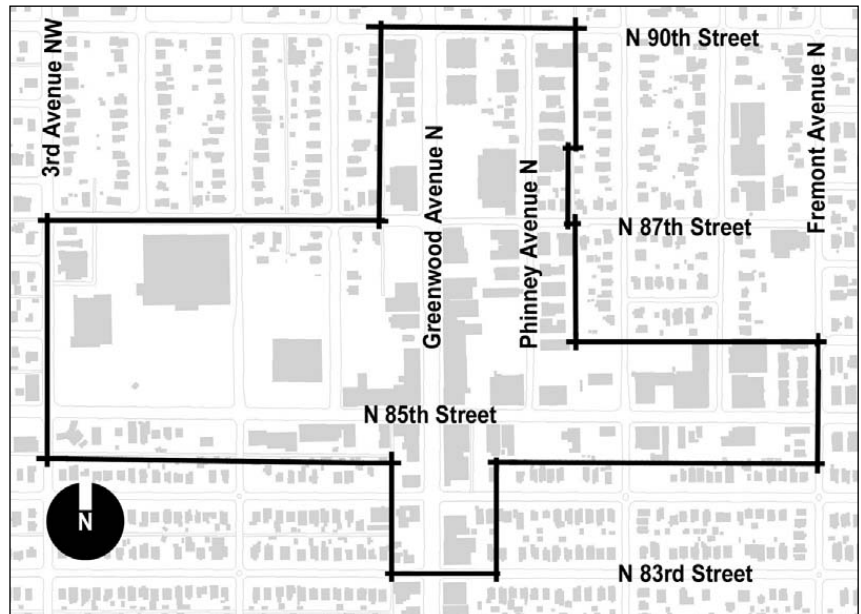 N 90th Street
3rd Avenue NW
Fremont Avenue N
Greenwood Avenue N
Phinney Avenue N
N 87th Street
N 85th Street
N
N 83rd Street